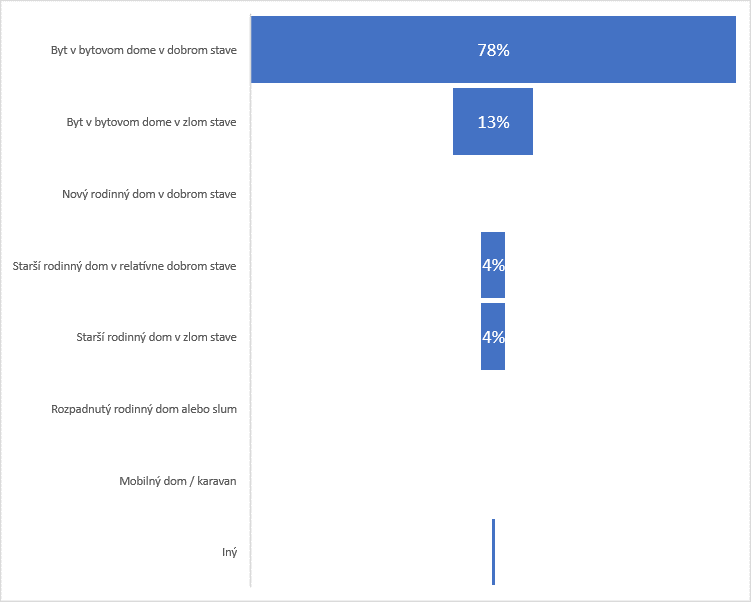 Byt v bytovom dome v dobrom stave
78%
Byt v bytovom dome v zlom stave
13%
Nový rodinný dom v dobrom stave
Starší rodinný dom v relatívne dobrom stave
4%
Starší rodinný dom v zlom stave
4%
Rozpadnutý rodinný dom alebo slum
Mobilný dom / karavan
Iný